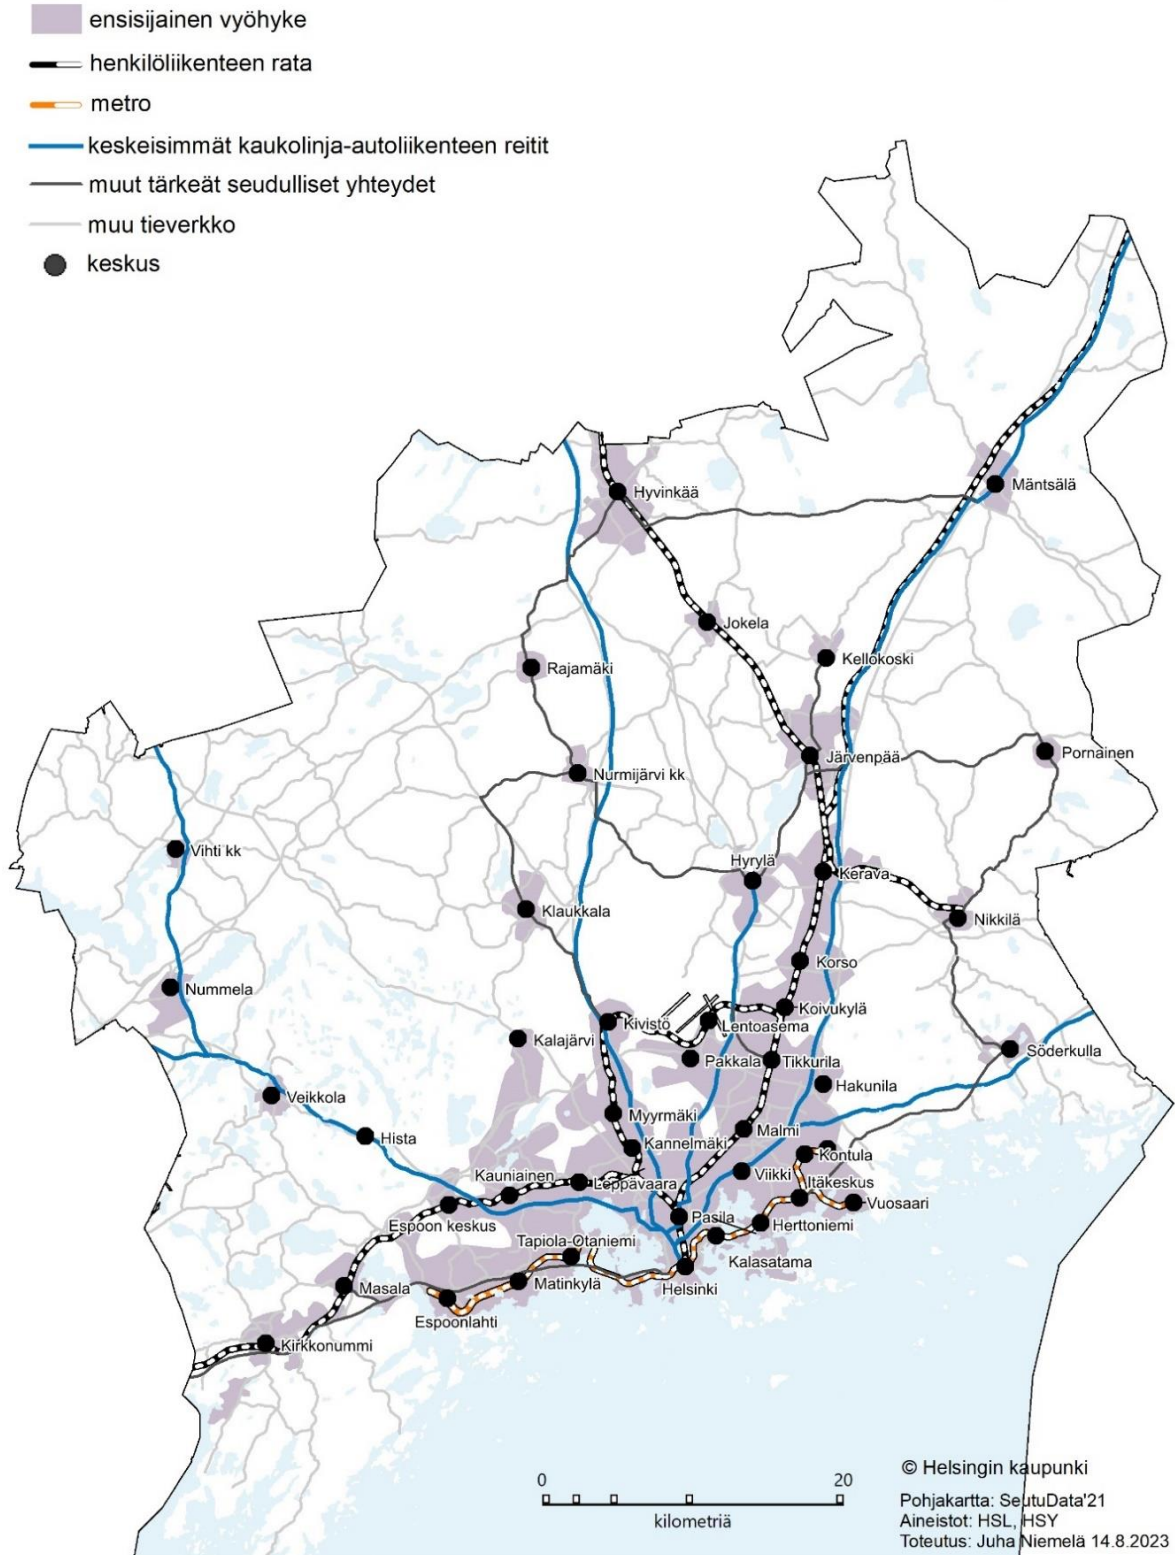 ensisijainen vyöhyke
henkilöliikenteen rata
metro
keskeisimmät kaukolinja-autoliikenteen reitit
muut tärkeät seudulliset yhteydet
muu tieverkko
keskus
Hyvinkää
Mäntsälä
Jokela
Kellokoski
Rajamäki
Järvenpää
Pornainen
Nurmijärvi kk
Vihti kk
Hyrylä
Kerava
Klaukkala
Nikkilä
Korso
Nummela
Koivukylä
Kivistö
Lentoasema
Kalajärvi
Söderkulla
Pakkala
Tikkurila
Hakunila
Veikkola
Myyrmäki
Hista
Malmi
Kannelmäki
Kontula
Kauniainen
Leppävaara
Viikki
Itäkeskus
Vuosaari
Espoon keskus
Pasila
Herttoniemi
Tapiola-Otaniemi
Kalasatama
Masala
Matinkylä
Helsinki
Espoonlahti
Kirkkonummi
0 20
kilometriä
© Helsingin kaupunki
Pohjakartta: SeutuData'21
Aineistot: HSL, HSY
Toteutus: Juha Niemelä 14.8.2023